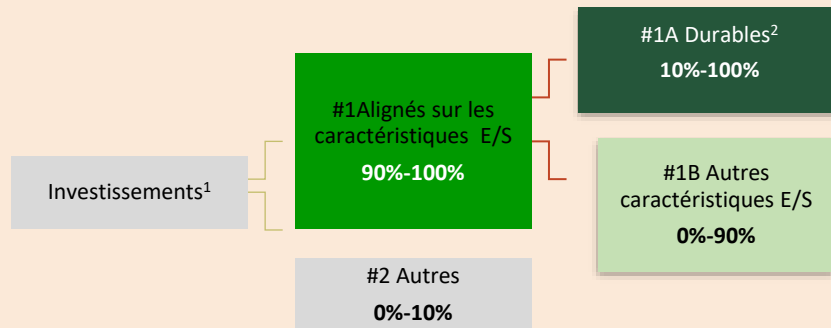 Investissements¹
#1Alignés sur les
caractéristiques E/S
90%-100%
#2 Autres
0%-10%
#1A Durables²
10%-100%
#1B Autres
caractéristiques E/S
0%-90%